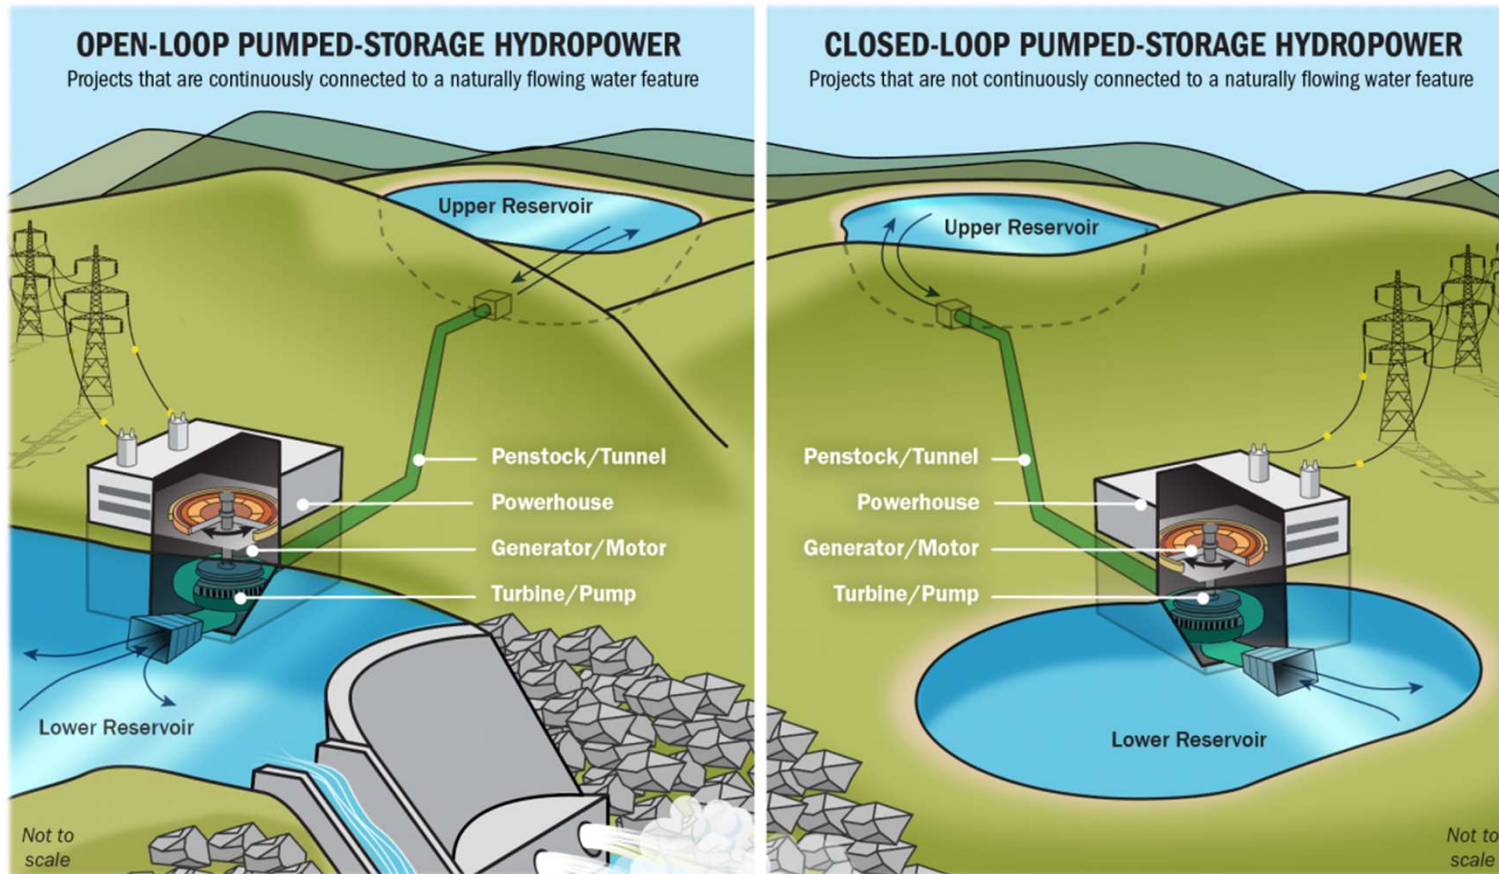 OPEN-LOOP PUMPED-STORAGE HYDROPOWER
Projects that are continuously connected to a naturally flowing water feature
Upper Reservoir
Penstock/Tunnel
Powerhouse
Generator/Motor
Turbine/Pump
Lower Reservoir
Not to
scale
CLOSED-LOOP PUMPED-STORAGE HYDROPOWER
Projects that are not continuously connected to a naturally flowing water feature
Upper Reservoir
Penstock/Tunnel
Powerhouse
Generator/Motor
Turbine/Pump
Lower Reservoir
Not to
scale